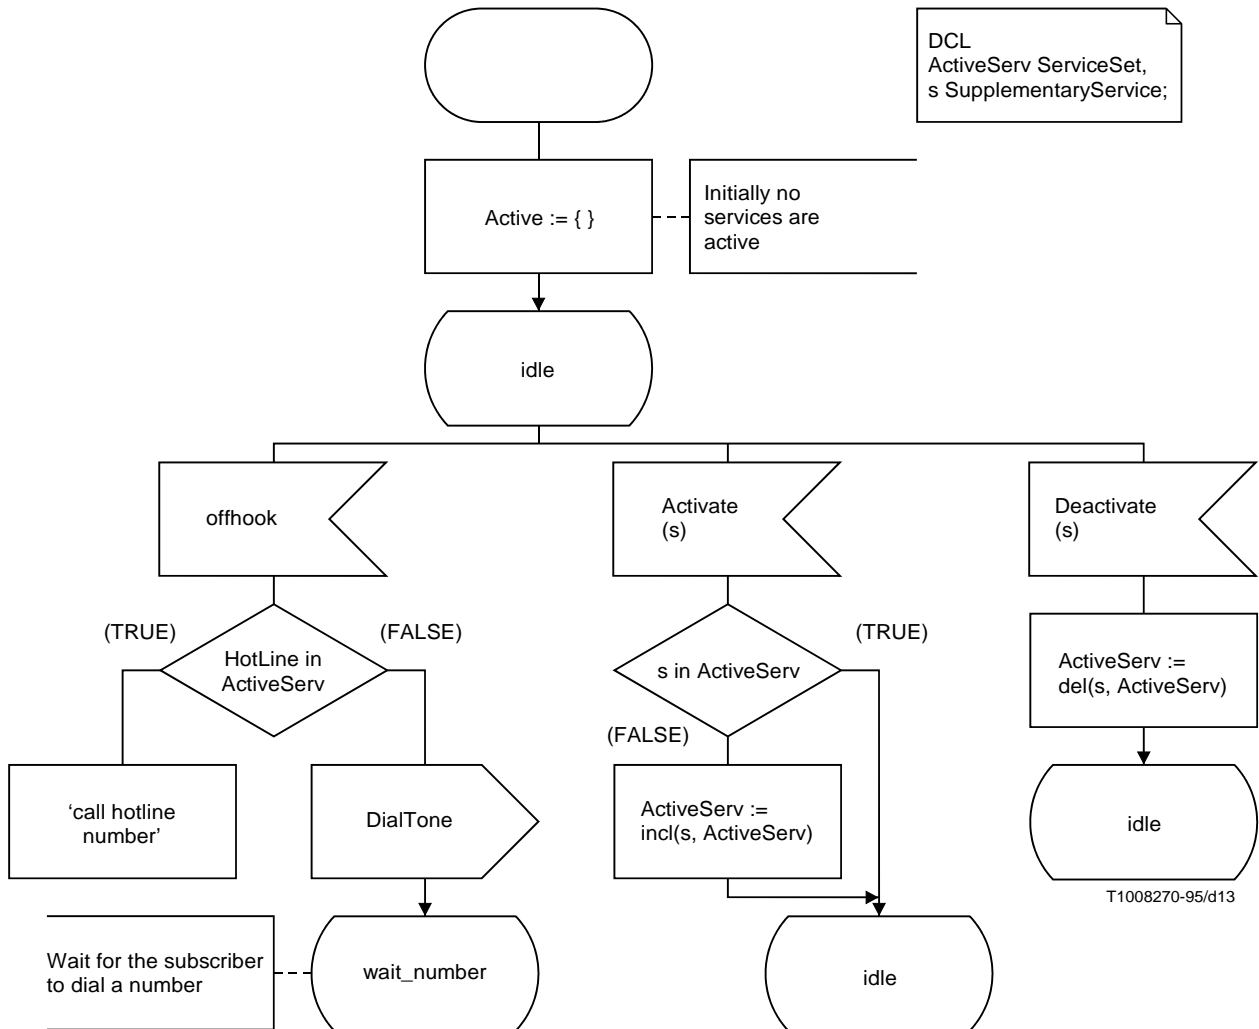 DCL
ActiveServ ServiceSet,
s SupplementaryService;
Active := { }
Initially no
services are
active
idle
offhook
Activate
(s)
Deactivate
(s)
(TRUE)
(FALSE)
HotLine in
ActiveServ
(TRUE)
s in ActiveServ
(FALSE)
ActiveServ :=
del(s, ActiveServ)
‘call hotline
number’
DialTone
ActiveServ :=
incl(s, ActiveServ)
idle
T1008270-95/d13
Wait for the subscriber
to dial a number
wait_number
idle